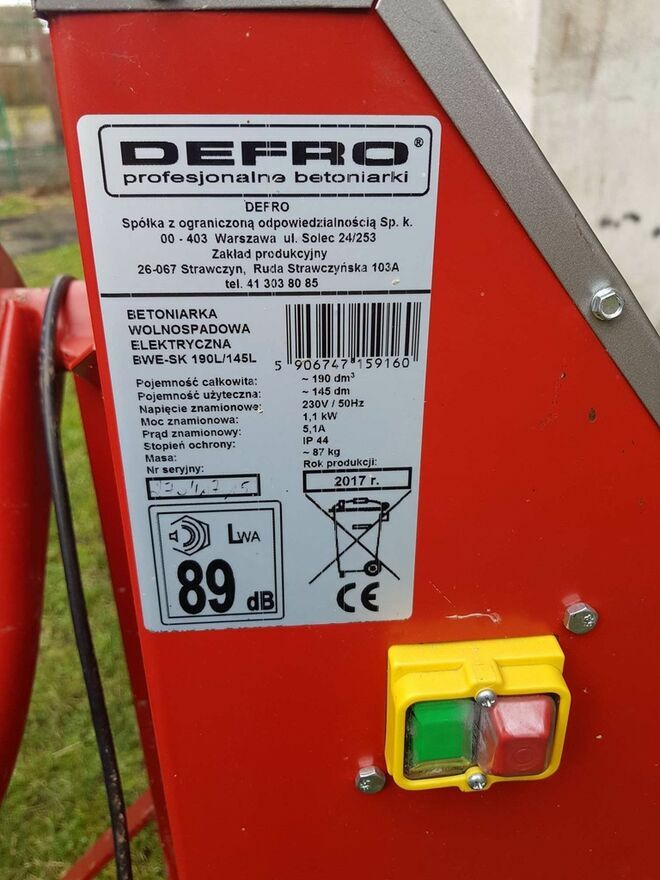 DEFRO®
profesjonalne betoniarki
DEFRO
Spółka z ograniczoną odpowiedzialnością Sp. k.
00 - 403 Warszawa ul. Solec 24/253
Zakład produkcyjny
26-067 Strawczyn, Ruda Strawczyńska 103A
tel. 41 303 80 85
BETONIARKA
WOLNOSPADOWA
ELEKTRYCZNA
BWE-SK 190L/145L
5 906747 159160
Pojemność całkowita: ~ 190 dm³
Pojemność użyteczna: ~ 145 dm
Napięcie znamionowe: 230V / 50Hz
Moc znamionowa: 1,1 kW
Prąd znamionowy: 5,1A
Stopień ochrony: IP 44
Masa: ~ 87 kg
Nr seryjny: Rok produkcji:
2017 r.
LWA
89 dB
CE